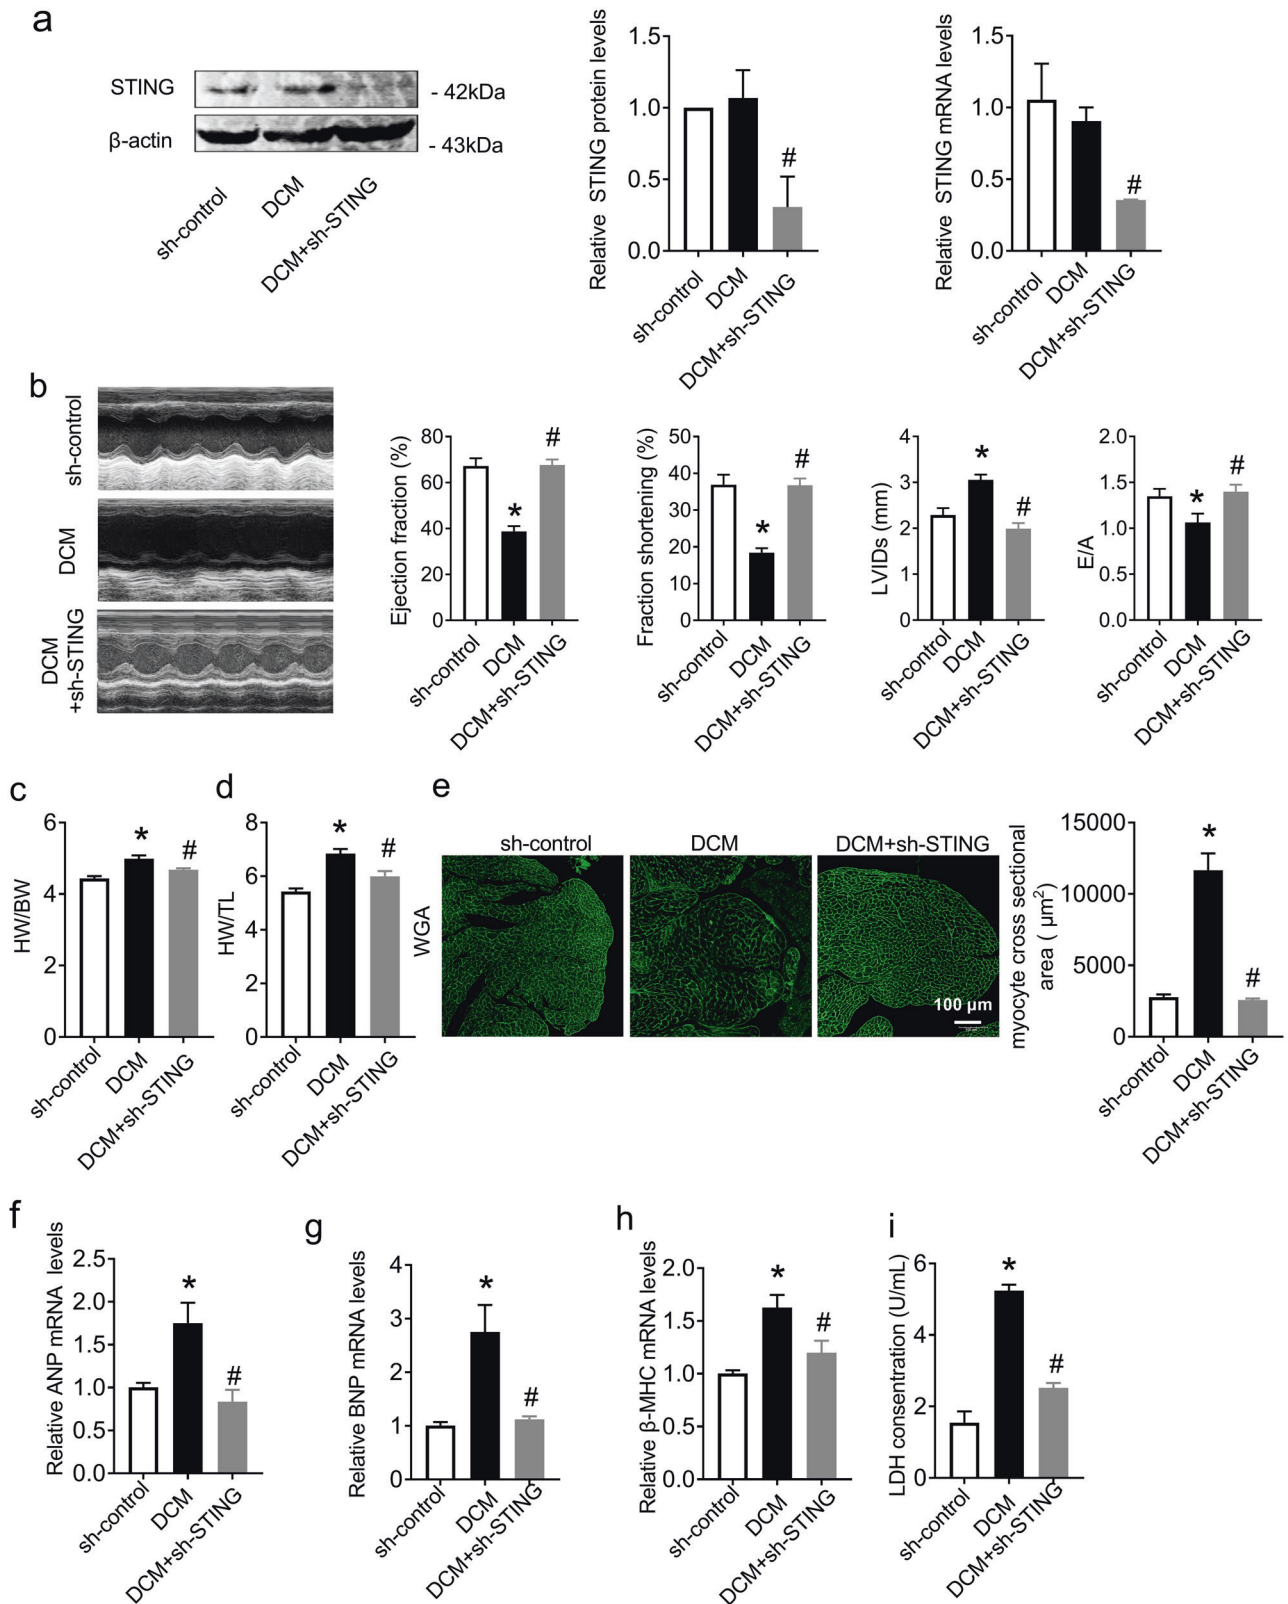 a
STING
- 42kDa
β-actin
- 43kDa
sh-control
DCM
DCM+sh-STING
Relative STING protein levels
1.5
1.0
0.5
0.0
#
sh-control
DCM
DCM+sh-STING
Relative STING mRNA levels
1.5
1.0
0.5
0.0
#
sh-control
DCM
DCM+sh-STING
b
sh-control
DCM
DCM
+sh-STING
Ejection fraction (%)
80
60
40
20
0
*
#
sh-control
DCM
DCM+sh-STING
Fraction shortening (%)
50
40
30
20
10
0
*
#
sh-control
DCM
DCM+sh-STING
LVIDs (mm)
4
3
2
1
0
*
#
sh-control
DCM
DCM+sh-STING
E/A
2.0
1.5
1.0
0.5
0.0
*
#
sh-control
DCM
DCM+sh-STING
c
HW/BW
6
4
2
0
*
#
sh-control
DCM
DCM+sh-STING
d
HW/TL
8
6
4
2
0
*
#
sh-control
DCM
DCM+sh-STING
e
WGA
sh-control
DCM
DCM+sh-STING
100 μm
myocyte cross sectional
area ( μm²)
15000
10000
5000
0
*
#
sh-control
DCM
DCM+sh-STING
f
Relative ANP mRNA levels
2.5
2.0
1.5
1.0
0.5
0.0
*
#
sh-control
DCM
DCM+sh-STING
g
Relative BNP mRNA levels
4
3
2
1
0
*
#
sh-control
DCM
DCM+sh-STING
h
Relative β-MHC mRNA levels
2.0
1.5
1.0
0.5
0.0
*
#
sh-control
DCM
DCM+sh-STING
i
LDH consentration (U/mL)
6
4
2
0
*
#
sh-control
DCM
DCM+sh-STING